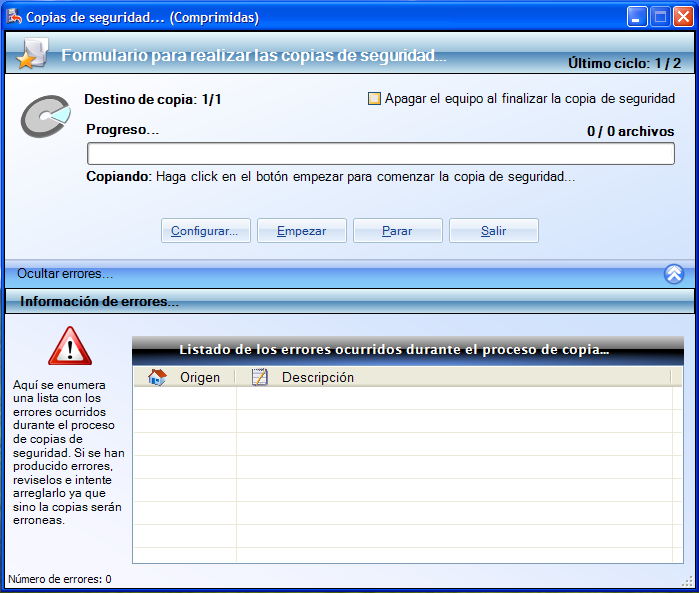 Copias de seguridad... (Comprimidas)
Formulario para realizar las copias de seguridad...
Último ciclo: 1 / 2
Destino de copia: 1/1
Apagar el equipo al finalizar la copia de seguridad
Progreso...
0 / 0 archivos
Copiando: Haga click en el botón empezar para comenzar la copia de seguridad...
Configurar...
Empezar
Parar
Salir
Ocultar errores...
Información de errores...
Listado de los errores ocurridos durante el proceso de copia...
Origen
Descripción
Aquí se enumera
una lista con los
errores ocurridos
durante el proceso
de copias de
seguridad. Si se han
producido errores,
reviselos e intente
arreglarlo ya que
sino la copias serán
erroneas.
Número de errores: 0